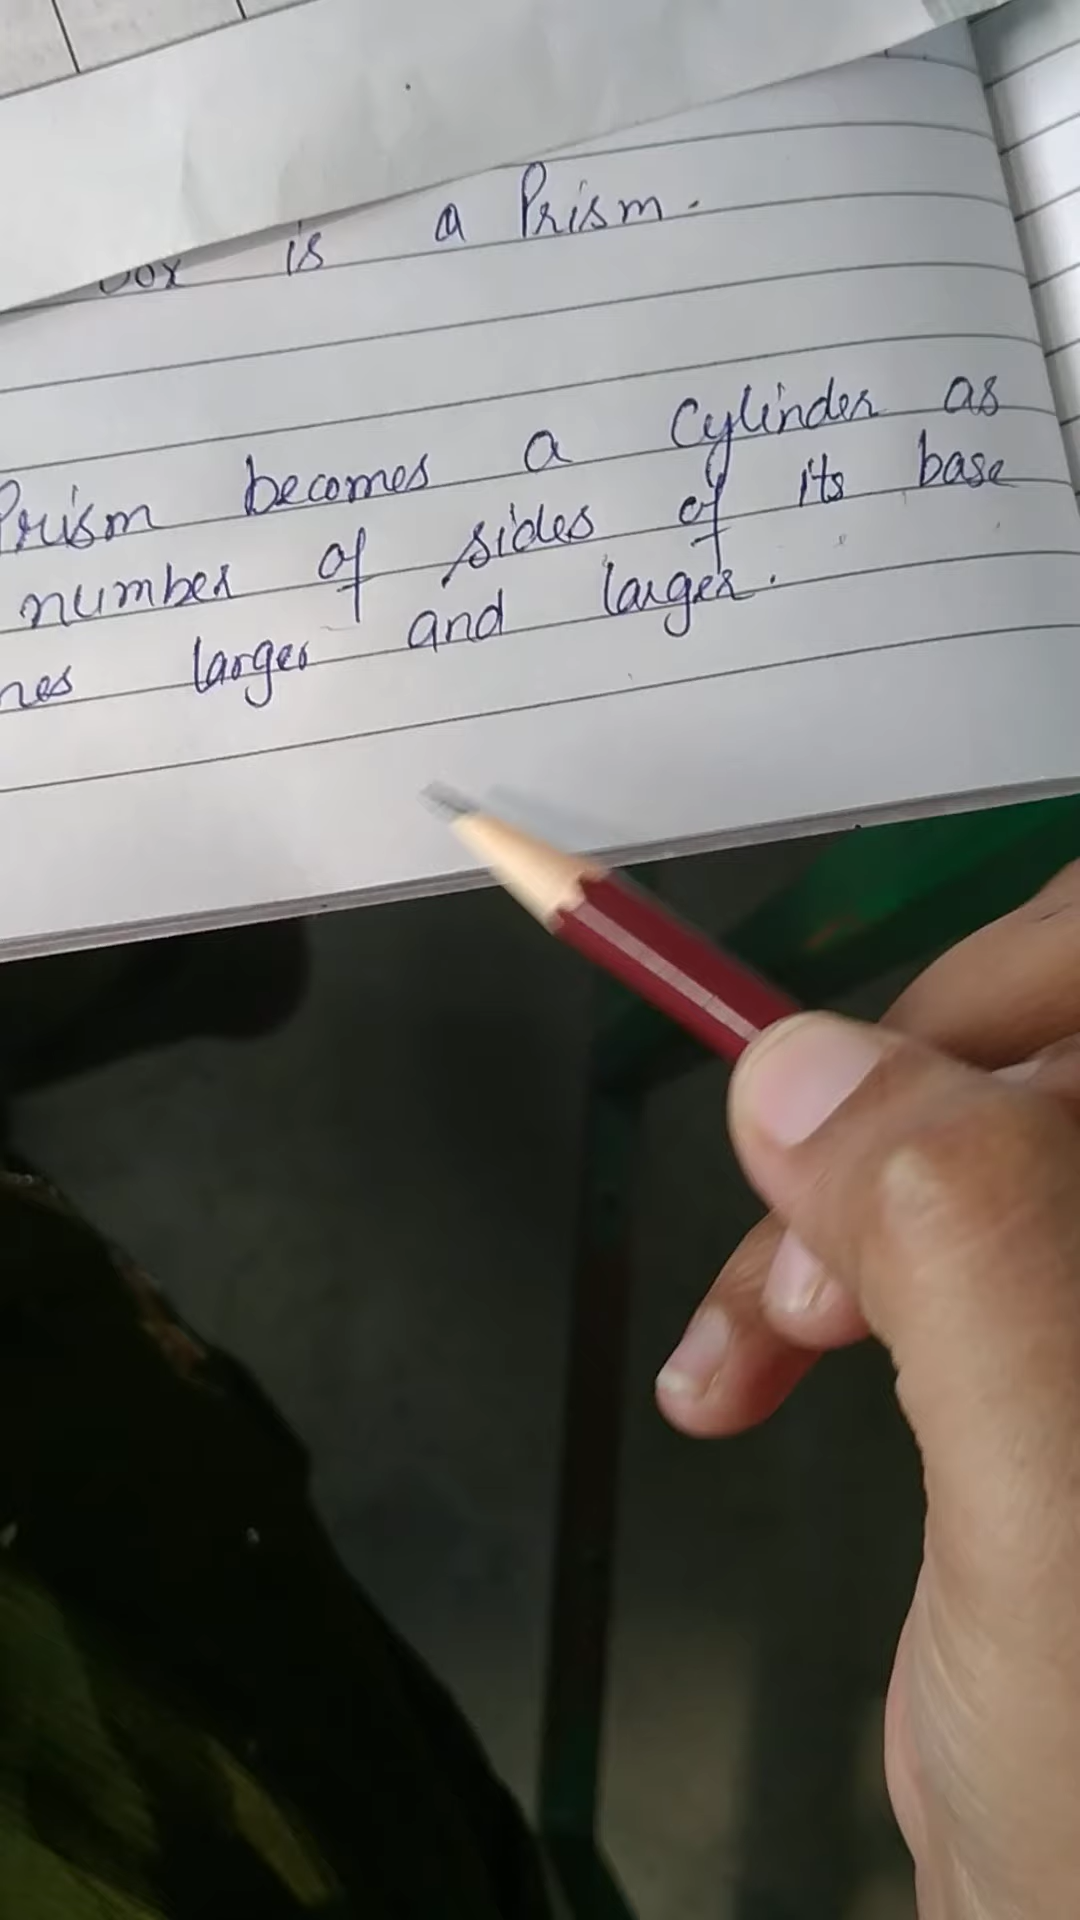 is a Prism.
Prism becomes a Cylinder as
number of sides of its base
larger and larger.